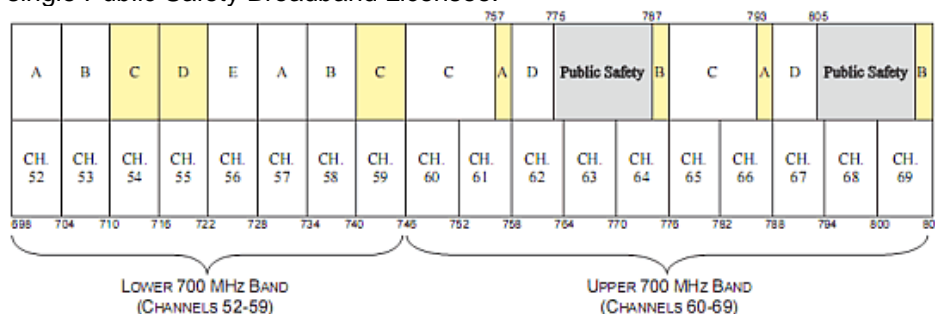 single Public Safety Broadband Licensee.
757 775 787 793 805
A B C D E A B C C A D Public Safety B C A D Public Safety B
CH. CH. CH. CH. CH. CH. CH. CH. CH. CH. CH. CH. CH. CH. CH. CH. CH. CH.
52 53 54 55 56 57 58 59 60 61 62 63 64 65 66 67 68 69
698 704 710 716 722 728 734 740 746 752 758 764 770 776 782 788 794 800 80
LOWER 700 MHZ BAND UPPER 700 MHZ BAND
(CHANNELS 52-59) (CHANNELS 60-69)